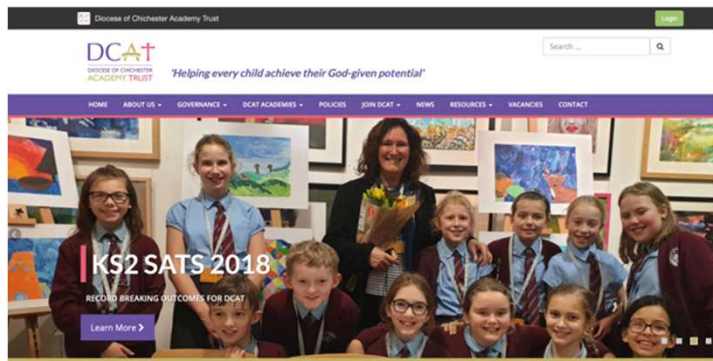 Diocese of Chichester Academy Trust
Login
DCAT
DIOCESE OF CHICHESTER
ACADEMY TRUST
'Helping every child achieve their God-given potential'
Search ...
HOME ABOUT US GOVERNANCE DCAT ACADEMIES POLICIES JOIN DCAT NEWS RESOURCES VACANCIES CONTACT
KS2 SATS 2018
RECORD BREAKING OUTCOMES FOR DCAT
Learn More